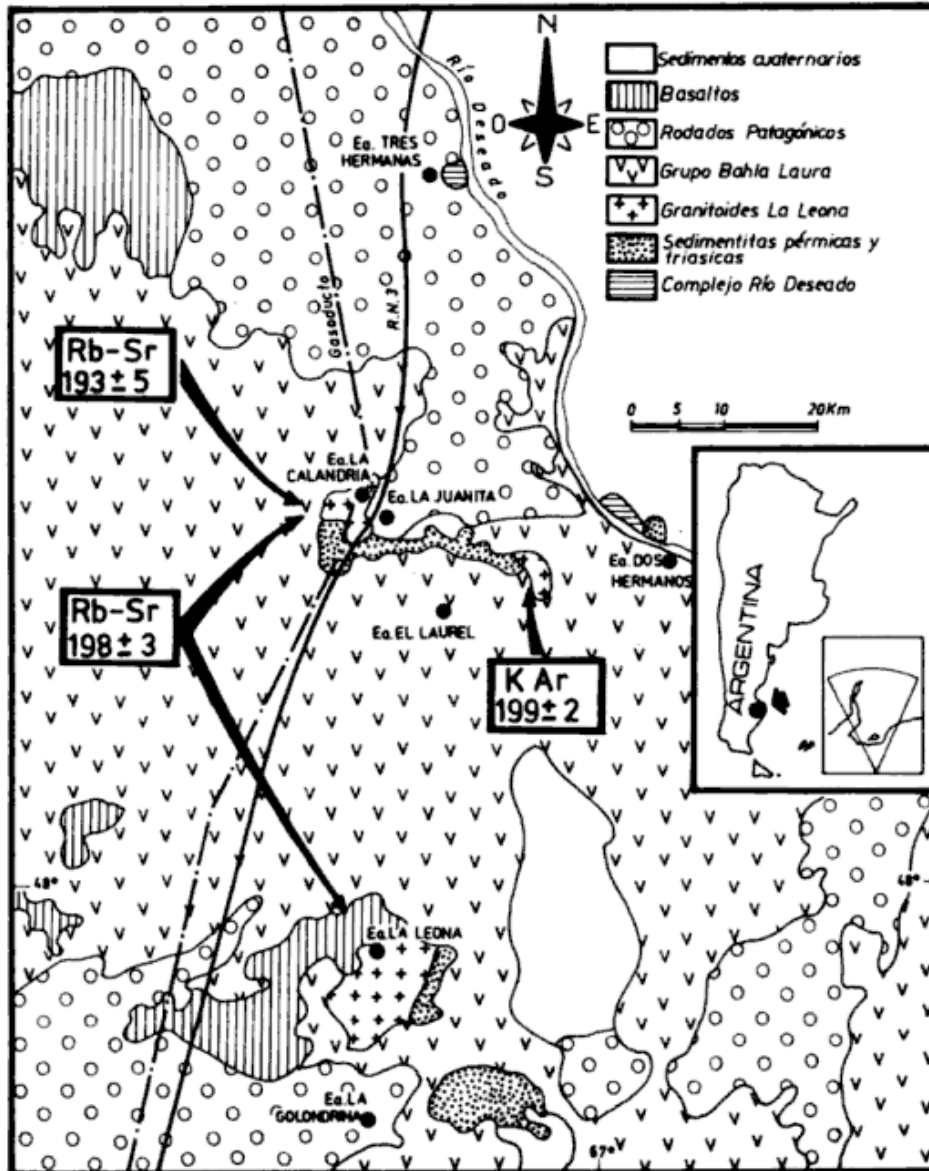 N
O E
S
Sedimentos cuaternarios
Basaltos
Rodados Patagónicos
Grupo Bahía Laura
Granitoides La Leona
Sedimentitas pérmicas y
triasicas
Complejo Río Deseado
Río Deseado
Ea. TRES
HERMANAS
Gasoducto
R.N.3
Rb-Sr
193±5
0 5 10 20Km
Ea.LA
CALANDRIA
Ea.LA JUANITA
Ea.DOS
HERMANOS
Rb-Sr
198±3
Ea.EL LAUREL
K Ar
199±2
ARGENTINA
48°
48°
Ea.LA LEONA
Ea.LA
GOLONDRINA
67°